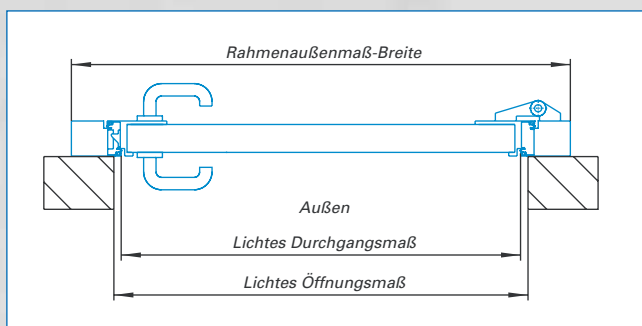 Rahmenaußenmaß-Breite
Außen
Lichtes Durchgangsmaß
Lichtes Öffnungsmaß